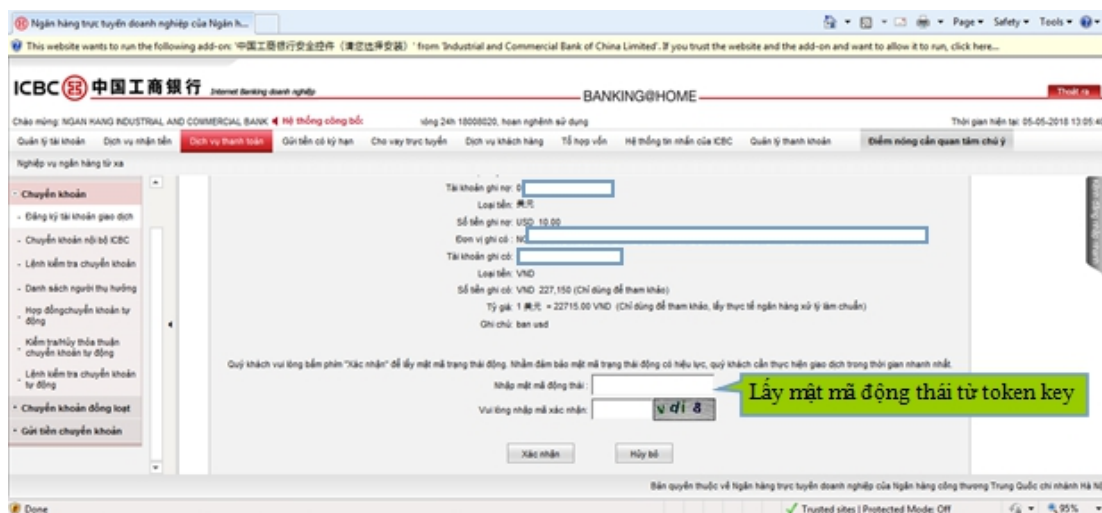 Ngân hàng trực tuyến doanh nghiệp của Ngân h...
Page Safety Tools
This website wants to run the following add-on: '中国工商银行安全控件（请您选择安装）' from 'Industrial and Commercial Bank of China Limited'. If you trust the website and the add-on and want to allow it to run, click here...
ICBC 中国工商银行 Internet Banking doanh nghiệp
BANKING@HOME
Thoát ra
Chào mừng: NGAN HANG INDUSTRIAL AND COMMERCIAL BANK Hệ thống công bố: nóng 24h 18008020, hoan nghênh sử dụng Thời gian hiện tại: 05-05-2018 13:05:4
Quản lý tài khoản Dịch vụ nhận tiền Dịch vụ thanh toán Gửi tiền có kỳ hạn Cho vay trực tuyến Dịch vụ khách hàng Tổ hợp vốn Hệ thống tin nhắn của ICBC Quản lý thanh khoản Điểm nóng cần quan tâm chú ý
Nghiệp vụ ngân hàng từ xa
- Chuyển khoản
- Đăng ký tài khoản giao dịch
- Chuyển khoản nội bộ ICBC
- Lệnh kiểm tra chuyển khoản
- Danh sách người thụ hưởng
- Hợp đồngchuyển khoản tự động
- Kiểm tra/Hủy thỏa thuận chuyển khoản tự động
- Lệnh kiểm tra chuyển khoản tự động
Chuyển khoản đồng loạt
Gửi tiền chuyển khoản
Tài khoản ghi nợ: 0
Loại tiền: 美元
Số tiền ghi nợ: USD 10.00
Đơn vị ghi có : NG
Tài khoản ghi có:
Loại tiền: VND
Số tiền ghi có: VND 227,150 (Chỉ dùng để tham khảo)
Tỷ giá: 1 美元 = 22715.00 VND (Chỉ dùng để tham khảo, lấy thực tế ngân hàng xử lý làm chuẩn)
Ghi chú: ban usd
Quý khách vui lòng bấm phím "Xác nhận" để lấy mật mã trạng thái động. Nhằm đảm bảo mật mã trạng thái động có hiệu lực, quý khách cần thực hiện giao dịch trong thời gian nhanh nhất.
Nhập mật mã động thái :
Lấy mật mã động thái từ token key
Vui lòng nhập mã xác nhận:
vdi8
Xác nhận Hủy bỏ
Bản quyền thuộc về Ngân hàng trực tuyến doanh nghiệp của Ngân hàng công thương Trung Quốc chi nhánh Hà Nộ
Done
Trusted sites | Protected Mode: Off
95%